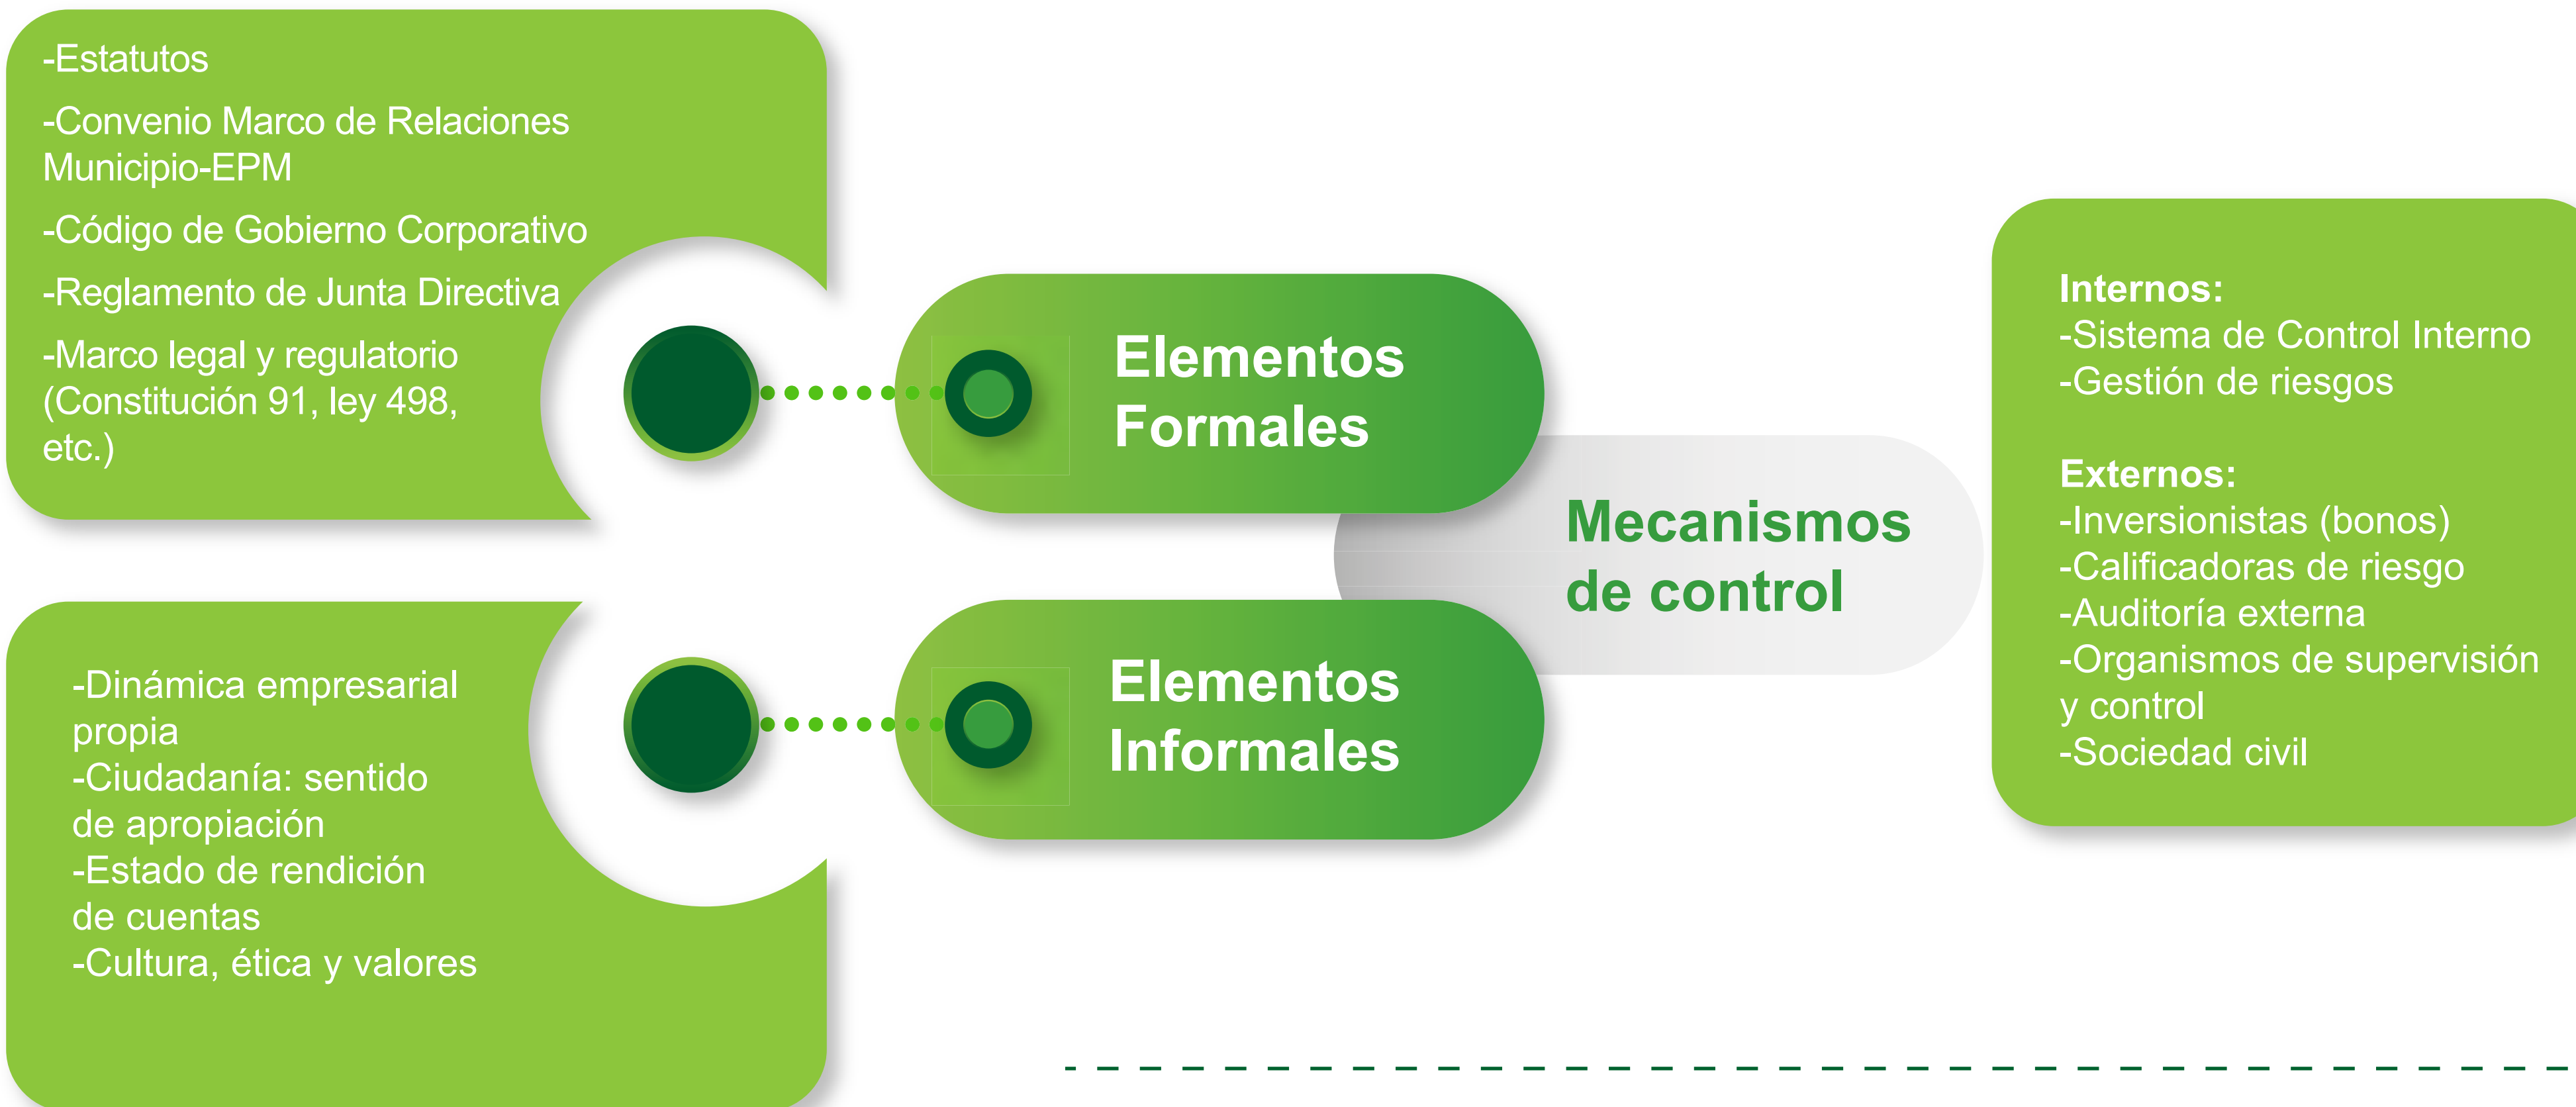 -Estatutos
-Convenio Marco de Relaciones
Municipio-EPM
-Código de Gobierno Corporativo
-Reglamento de Junta Directiva
-Marco legal y regulatorio
(Constitución 91, ley 498,
etc.)
Elementos
Formales
-Dinámica empresarial
propia
-Ciudadanía: sentido
de apropiación
-Estado de rendición
de cuentas
-Cultura, ética y valores
Elementos
Informales
Mecanismos
de control
Internos:
-Sistema de Control Interno
-Gestión de riesgos
Externos:
-Inversionistas (bonos)
-Calificadoras de riesgo
-Auditoría externa
-Organismos de supervisión
y control
-Sociedad civil